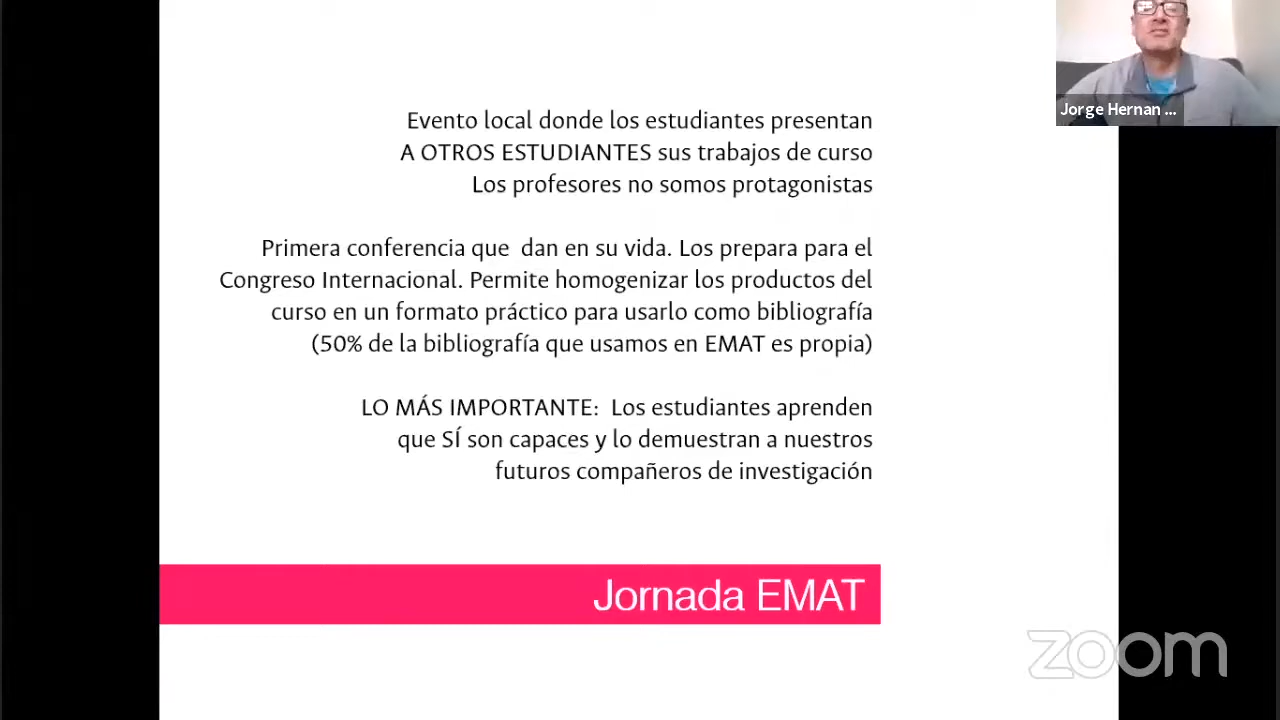 Evento local donde los estudiantes presentan
A OTROS ESTUDIANTES sus trabajos de curso
Los profesores no somos protagonistas
Primera conferencia que  dan en su vida. Los prepara para el
Congreso Internacional. Permite homogenizar los productos del
curso en un formato práctico para usarlo como bibliografía
(50% de la bibliografía que usamos en EMAT es propia)
LO MÁS IMPORTANTE:  Los estudiantes aprenden
que SÍ son capaces y lo demuestran a nuestros
futuros compañeros de investigación
Jornada EMAT
Jorge Hernan ...
zoom